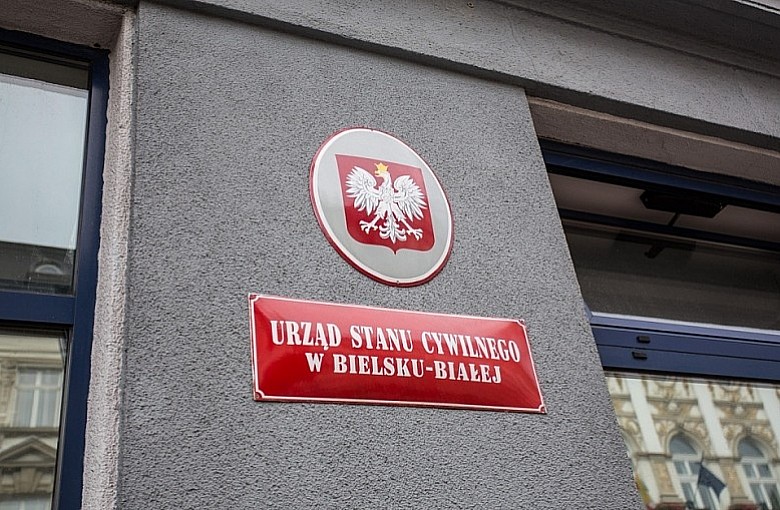 URZĄD STANU CYWILNEGO
W BIELSKU-BIAŁEJ